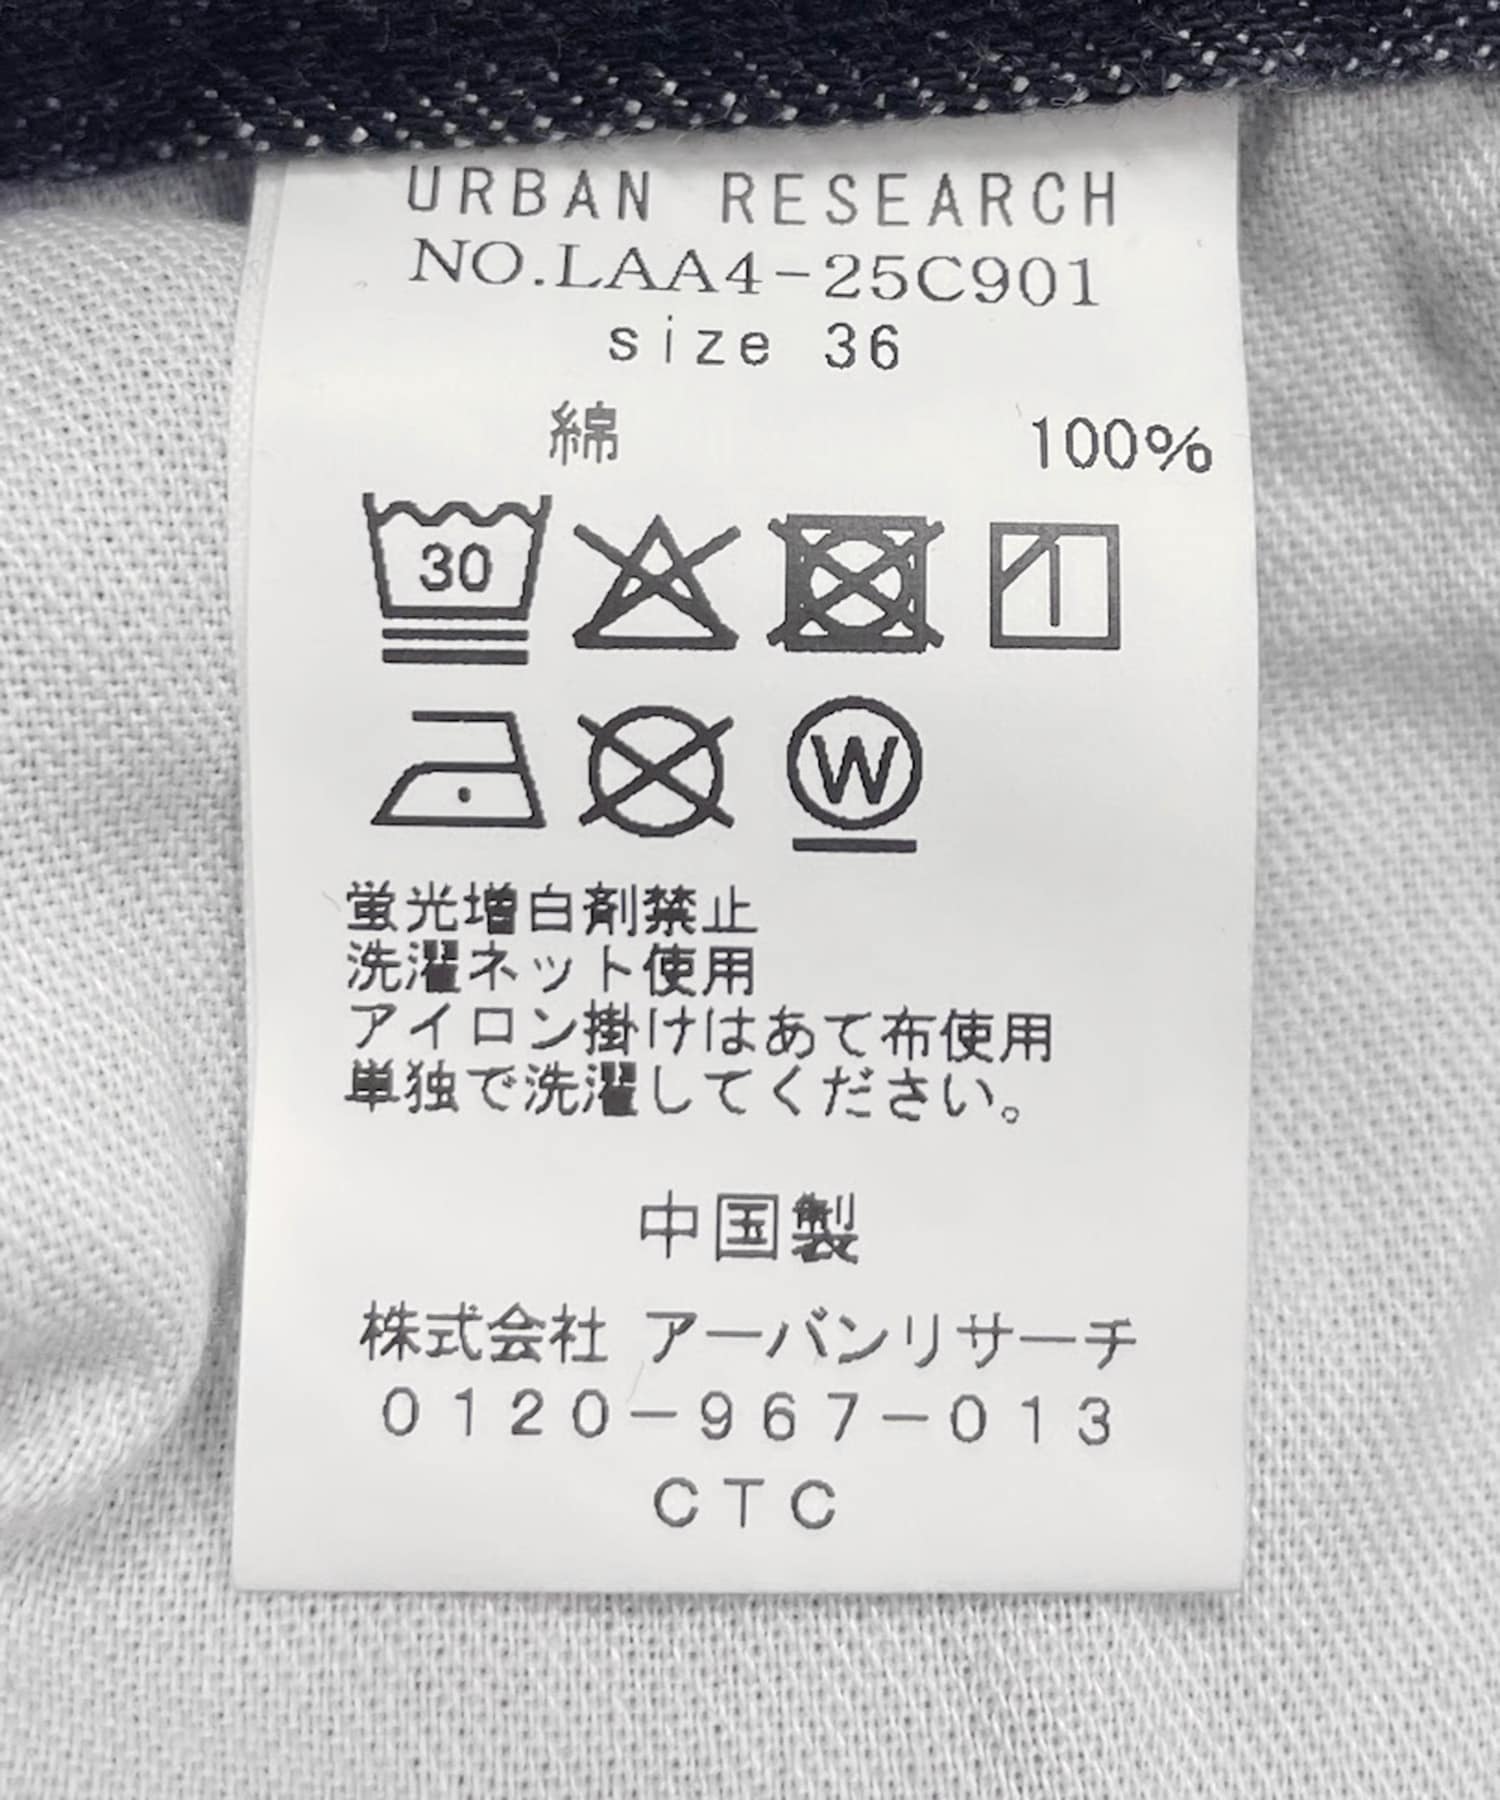 URBAN RESEARCH
NO.LAA4-25C901
size 36
綿 100%
30
W
蛍光増白剤禁止
洗濯ネット使用
アイロン掛けはあて布使用
単独で洗濯してください。
中国製
株式会社 アーバンリサーチ
0120-967-013
CTC